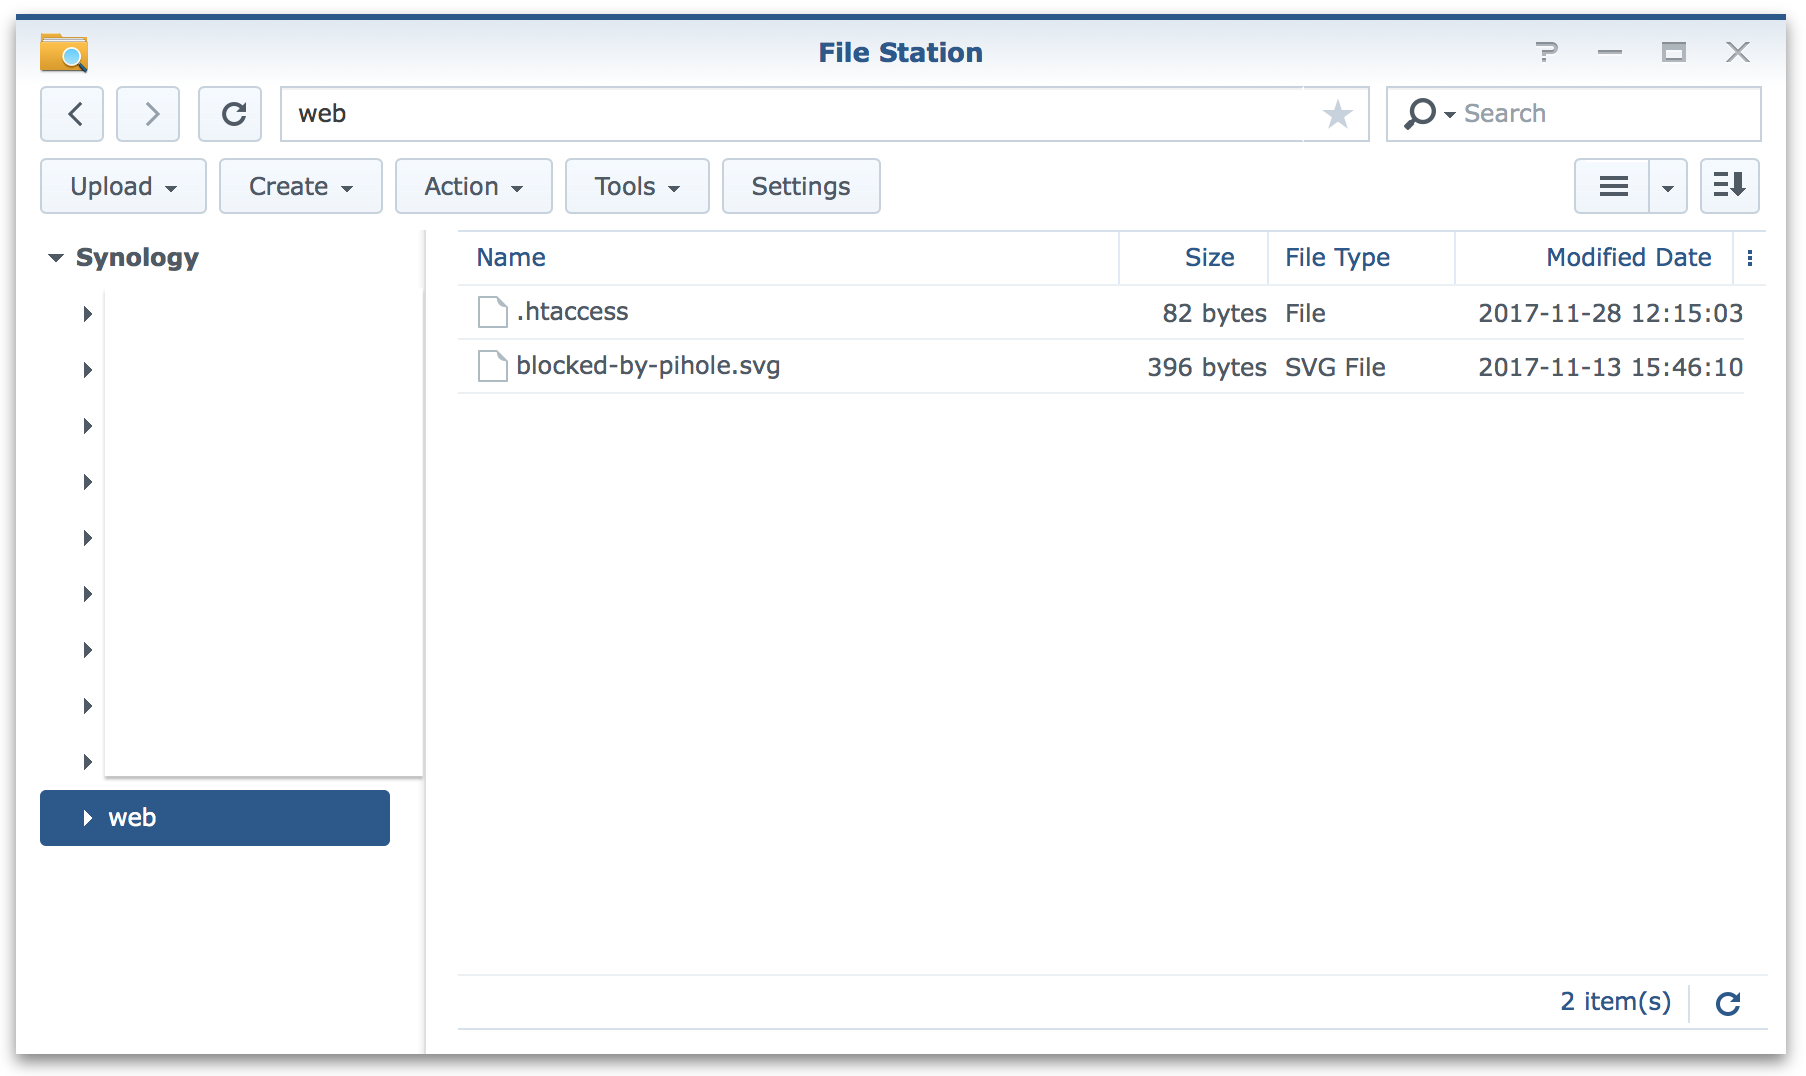 File Station
web
Search
Upload Create Action Tools Settings
Synology
Name Size File Type Modified Date
.htaccess 82 bytes File 2017-11-28 12:15:03
blocked-by-pihole.svg 396 bytes SVG File 2017-11-13 15:46:10
web
2 item(s)